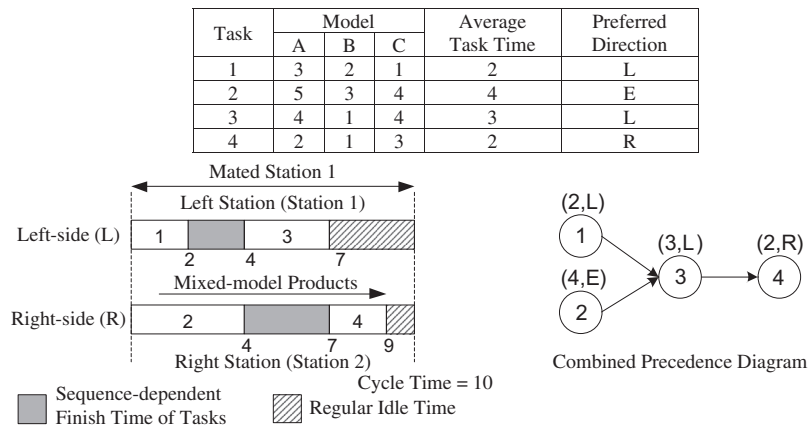 Task Model Average Task Time Preferred Direction
A B C
1 3 2 1 2 L
2 5 3 4 4 E
3 4 1 4 3 L
4 2 1 3 2 R
Mated Station 1
Left Station (Station 1)
Left-side (L) 1 3
2 4 7
Mixed-model Products
Right-side (R) 2 4
4 7 9
Right Station (Station 2)
Cycle Time = 10
Sequence-dependent
Finish Time of Tasks
Regular Idle Time
(2,L)
1
(4,E)
2
(3,L)
3
(2,R)
4
Combined Precedence Diagram